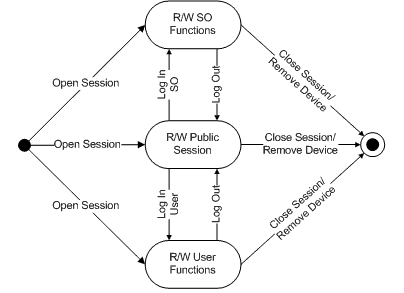 R/W SO
Functions
Open Session
Log In
SO
Log Out
Close Session/
Remove Device
Open Session
R/W Public
Session
Close Session/
Remove Device
Open Session
Log In
User
Log Out
Close Session/
Remove Device
R/W User
Functions